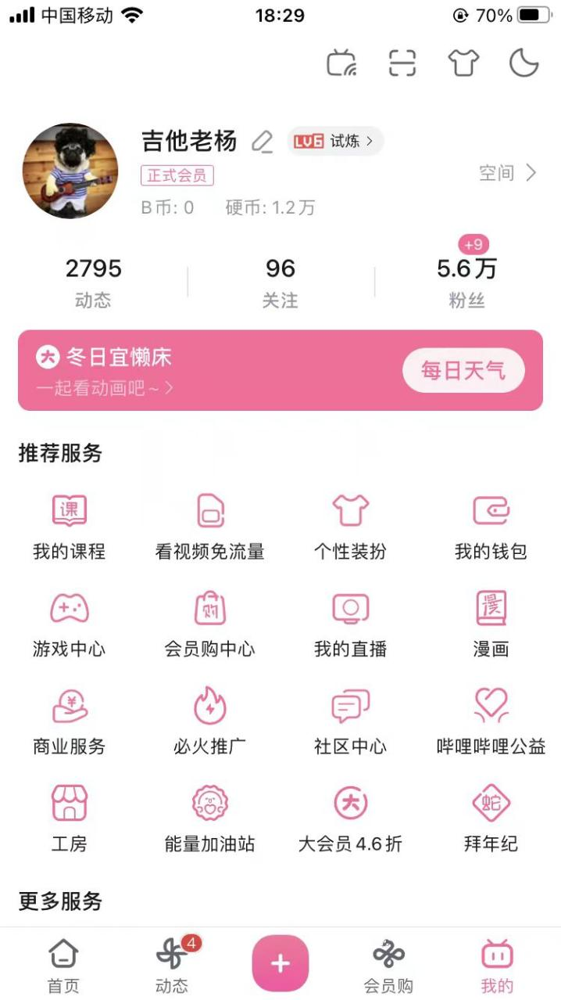 中国移动 18:29 70%
吉他老杨 LV6 试炼 >
正式会员 空间 >
B币: 0 硬币: 1.2万
+9
2795 96 5.6万
动态 关注 粉丝
大 冬日宜懒床
一起看动画吧~ > 每日天气
推荐服务
课 我的课程 看视频免流量 个性装扮 我的钱包
游戏中心 购 会员购中心 我的直播 漫 漫画
¥ 商业服务 必火推广 社区中心 哔哩哔哩公益
工房 能量加油站 大 大会员4.6折 蛇 拜年纪
更多服务
4
首页 动态 + 会员购 我的